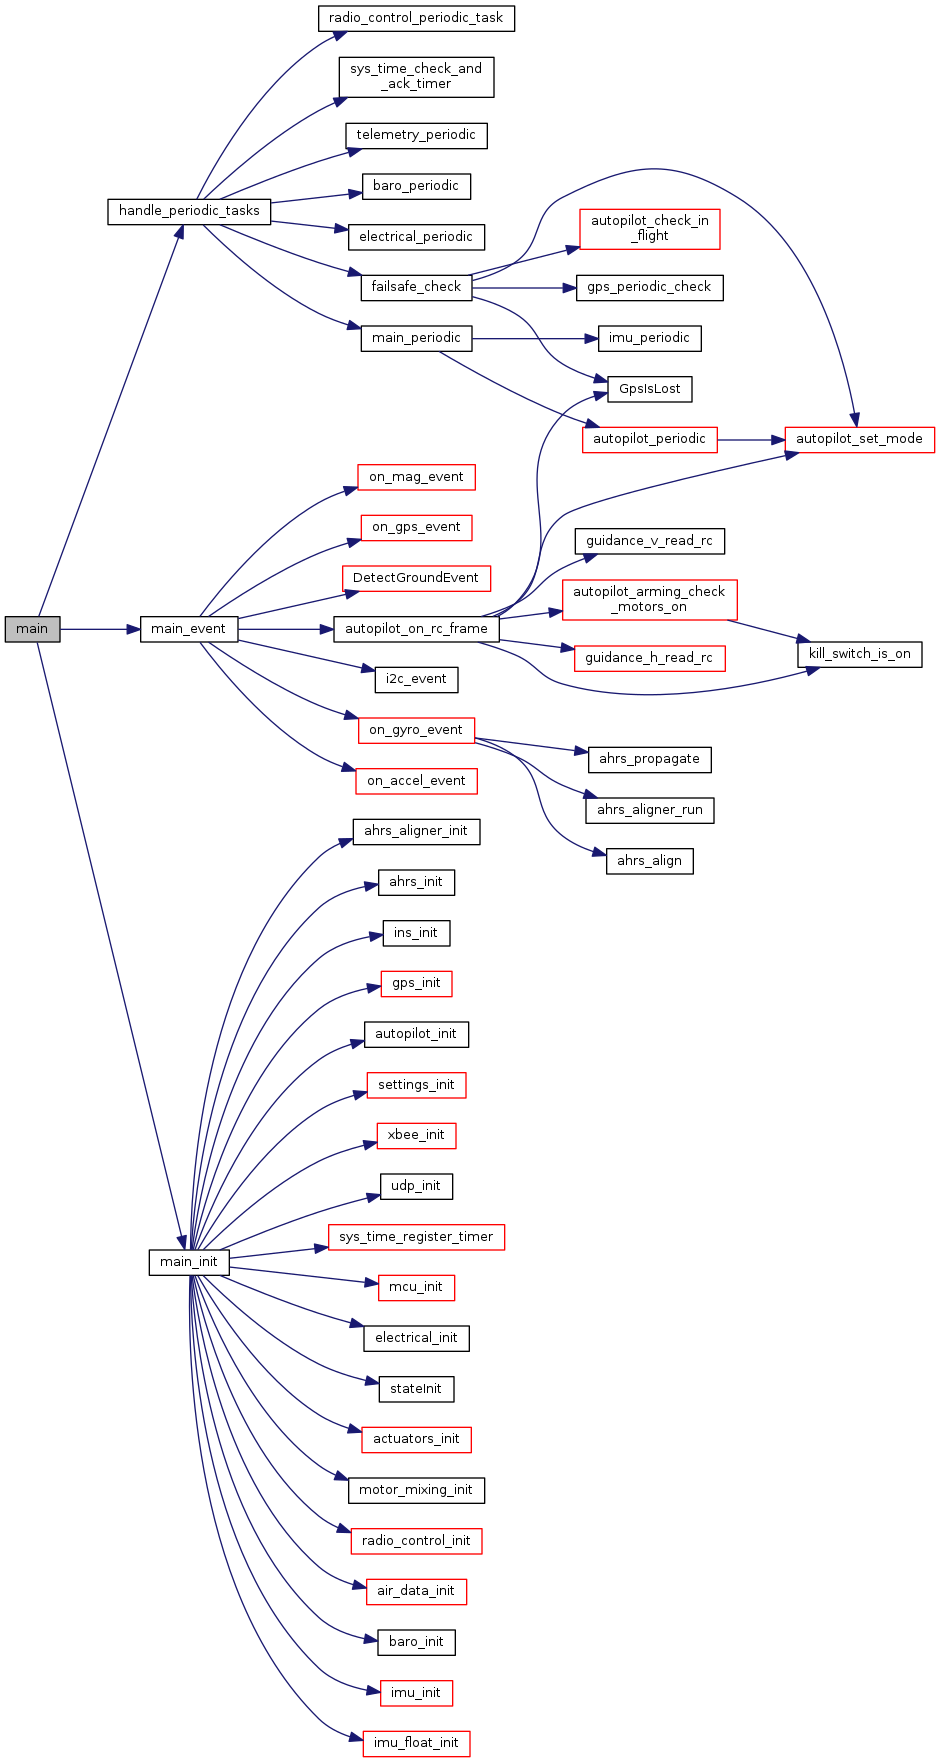 radio_control_periodic_task
sys_time_check_and
_ack_timer
telemetry_periodic
baro_periodic
handle_periodic_tasks
electrical_periodic
autopilot_check_in
_flight
failsafe_check
gps_periodic_check
main_periodic
imu_periodic
GpsIsLost
autopilot_periodic
autopilot_set_mode
on_mag_event
on_gps_event
guidance_v_read_rc
DetectGroundEvent
autopilot_arming_check
_motors_on
main
main_event
autopilot_on_rc_frame
kill_switch_is_on
guidance_h_read_rc
i2c_event
on_gyro_event
ahrs_propagate
on_accel_event
ahrs_aligner_run
ahrs_aligner_init
ahrs_align
ahrs_init
ins_init
gps_init
autopilot_init
settings_init
xbee_init
udp_init
sys_time_register_timer
main_init
mcu_init
electrical_init
stateInit
actuators_init
motor_mixing_init
radio_control_init
air_data_init
baro_init
imu_init
imu_float_init